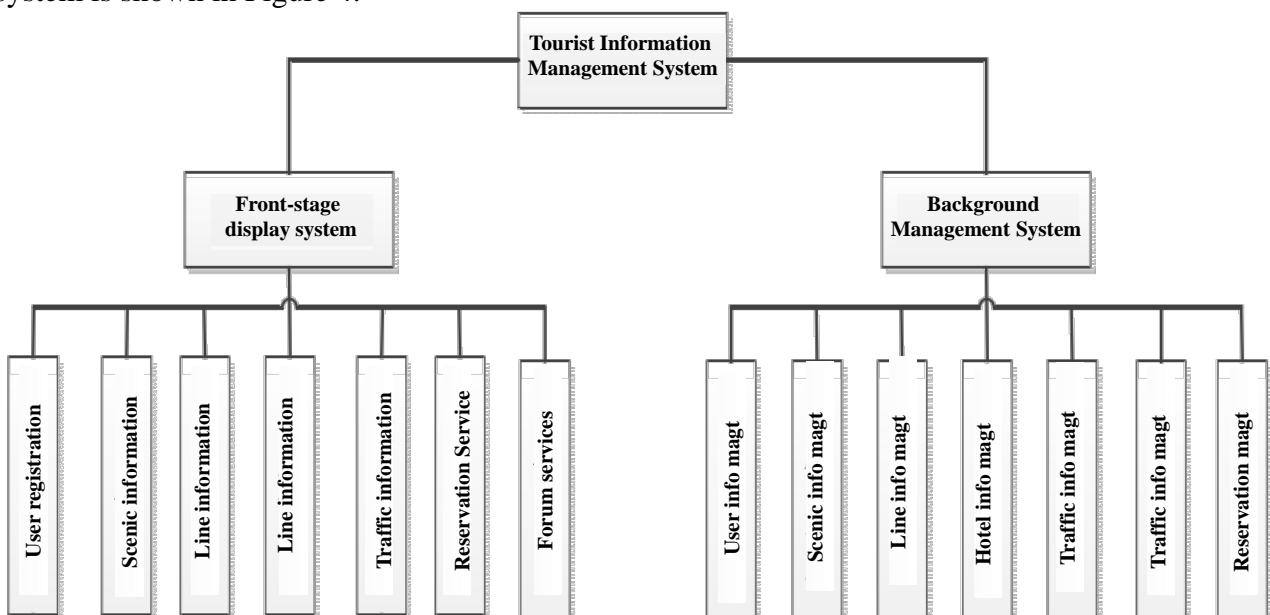 system is shown in Figure
Tourist Information
Management System
Front-stage
display system
Background
Management System
User registration
Scenic information
Line information
Line information
Traffic information
Reservation Service
Forum services
User info magt
Scenic info magt
Line info magt
Hotel info magt
Traffic info magt
Traffic info magt
Reservation magt